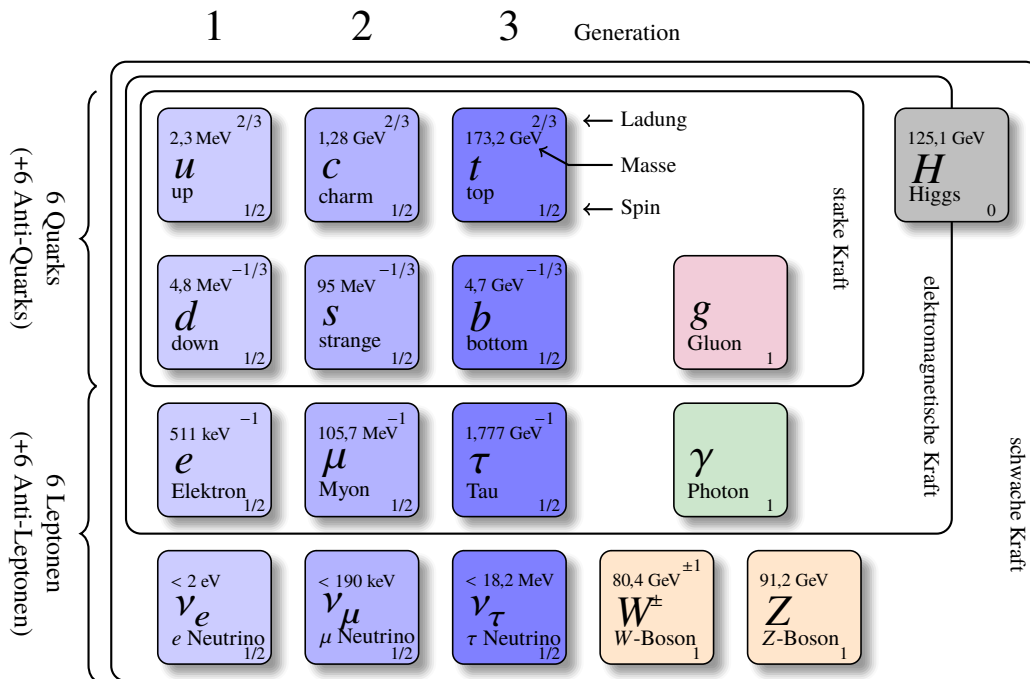 1 2 3 Generation
2,3 MeV 2/3
u
up
1/2
1,28 GeV 2/3
c
charm
1/2
173,2 GeV 2/3
t
top
1/2
Ladung
Masse
Spin
125,1 GeV
H
Higgs
0
4,8 MeV −1/3
d
down
1/2
95 MeV −1/3
s
strange
1/2
4,7 GeV −1/3
b
bottom
1/2
g
Gluon
1
starke Kraft
6 Quarks
(+6 Anti-Quarks)
511 keV −1
e
Elektron
1/2
105,7 MeV −1
μ
Myon
1/2
1,777 GeV −1
τ
Tau
1/2
γ
Photon
1
elektromagnetische Kraft
< 2 eV
νe
e Neutrino
1/2
< 190 keV
νμ
μ Neutrino
1/2
< 18,2 MeV
ντ
τ Neutrino
1/2
80,4 GeV ±1
W±
W-Boson
1
91,2 GeV
Z
Z-Boson
1
schwache Kraft
6 Leptonen
(+6 Anti-Leptonen)